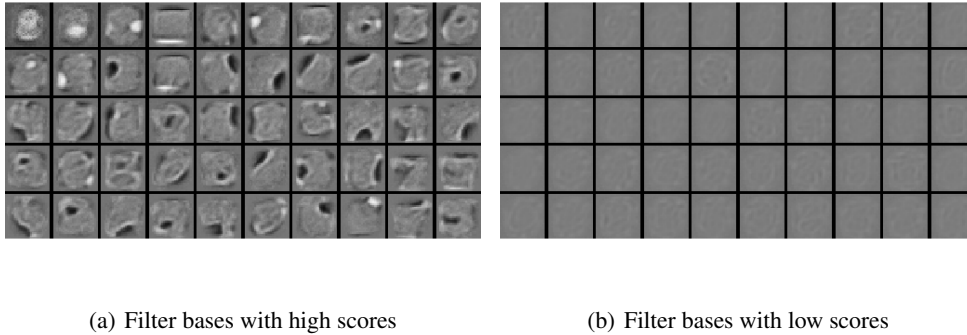 (a) Filter bases with high scores
(b) Filter bases with low scores